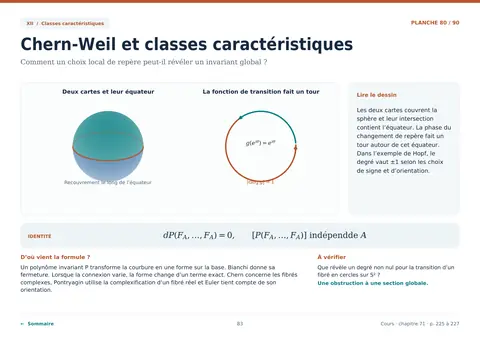 XII / Classes caractéristiques
PLANCHE 80 / 90
Chern-Weil et classes caractéristiques
Comment un choix local de repère peut-il révéler un invariant global ?
Deux cartes et leur équateur
La fonction de transition fait un tour
g(e^{iφ}) = e^{iφ}
Recouvrement le long de l'équateur
Lire le dessin
Les deux cartes couvrent la
sphère et leur intersection
contient l'équateur. La phase du
changement de repère fait un
tour autour de cet équateur.
Dans l'exemple de Hopf, le
degré vaut ±1 selon les choix
de signe et d'orientation.
IDENTITÉ
dP(F_A, ..., F_A) = 0, [P(F_A, ..., F_A)] indépendde A
D'où vient la formule ?
Un polynôme invariant P transforme la courbure en une forme sur la base. Bianchi donne sa
fermeture. Lorsque la connexion varie, la forme change d'un terme exact. Chern concerne les fibrés
complexes, Pontryagin utilise la complexification d'un fibré réel et Euler tient compte de son
orientation.
À vérifier
Que révèle un degré non nul pour la transition d'un
fibré en cercles sur S² ?
Une obstruction à une section globale.
← Sommaire
83
Cours · chapitre 71 · p. 225 à 227